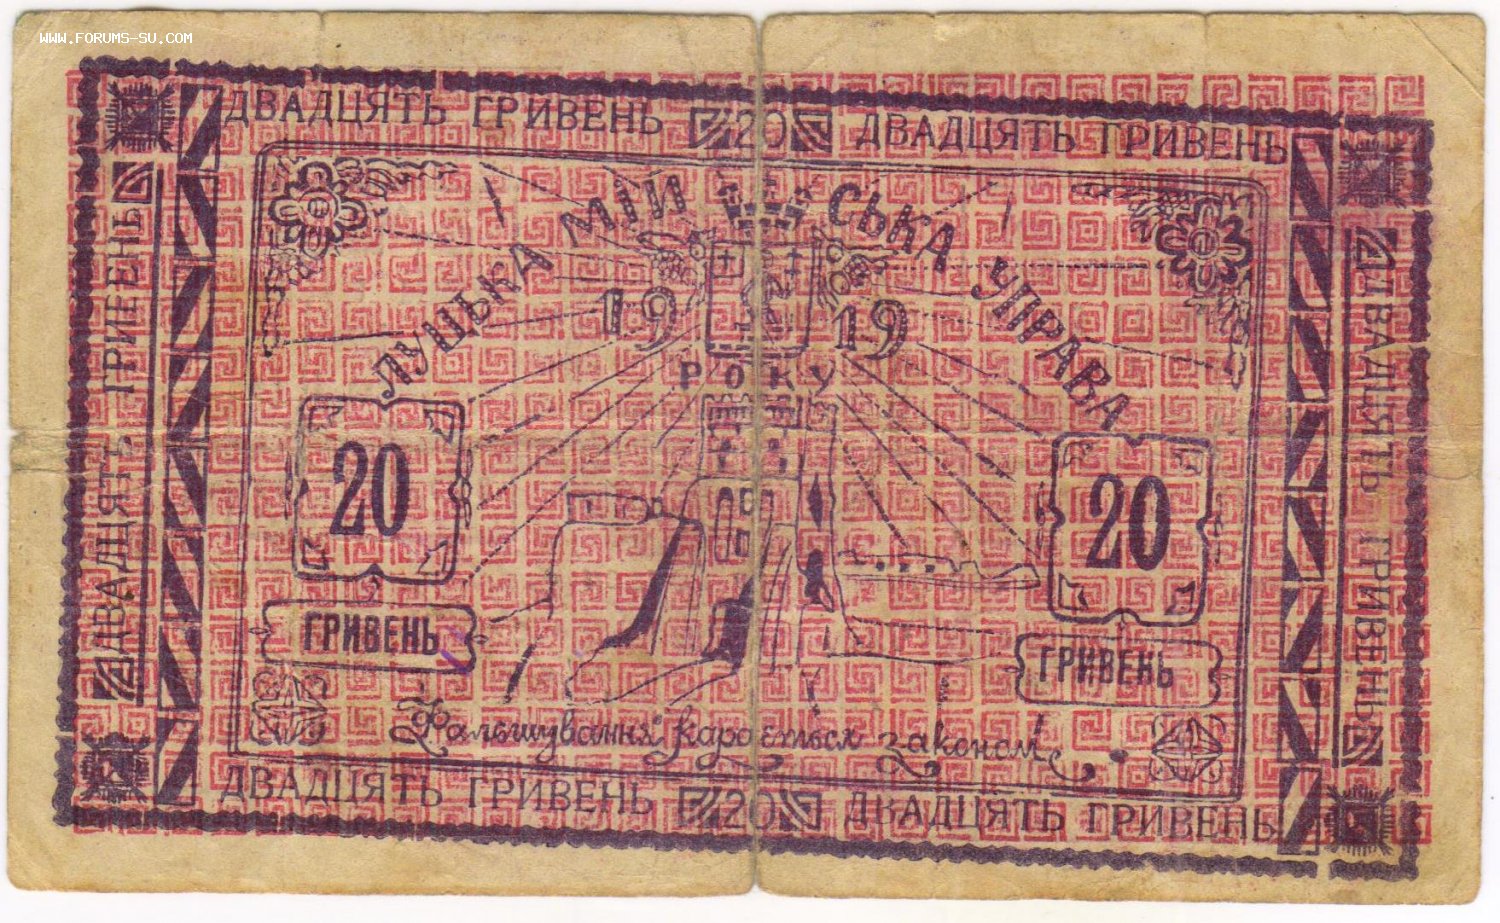 WWW.FORUMS-SU.COM
ДВАДЦЯТЬ ГРИВЕНЬ 20 ДВАДЦЯТЬ ГРИВЕНЬ
ДВАДЦЯТЬ ГРИВЕНЬ
ДВАДЦЯТЬ ГРИВЕНЬ
ЛУЦЬКА МІЙСЬКА УПРАВА
1919
РОКУ
20
20
ГРИВЕНЬ
ГРИВЕНЬ
Фальшування карається законом.
ДВАДЦЯТЬ ГРИВЕНЬ 20 ДВАДЦЯТЬ ГРИВЕНЬ